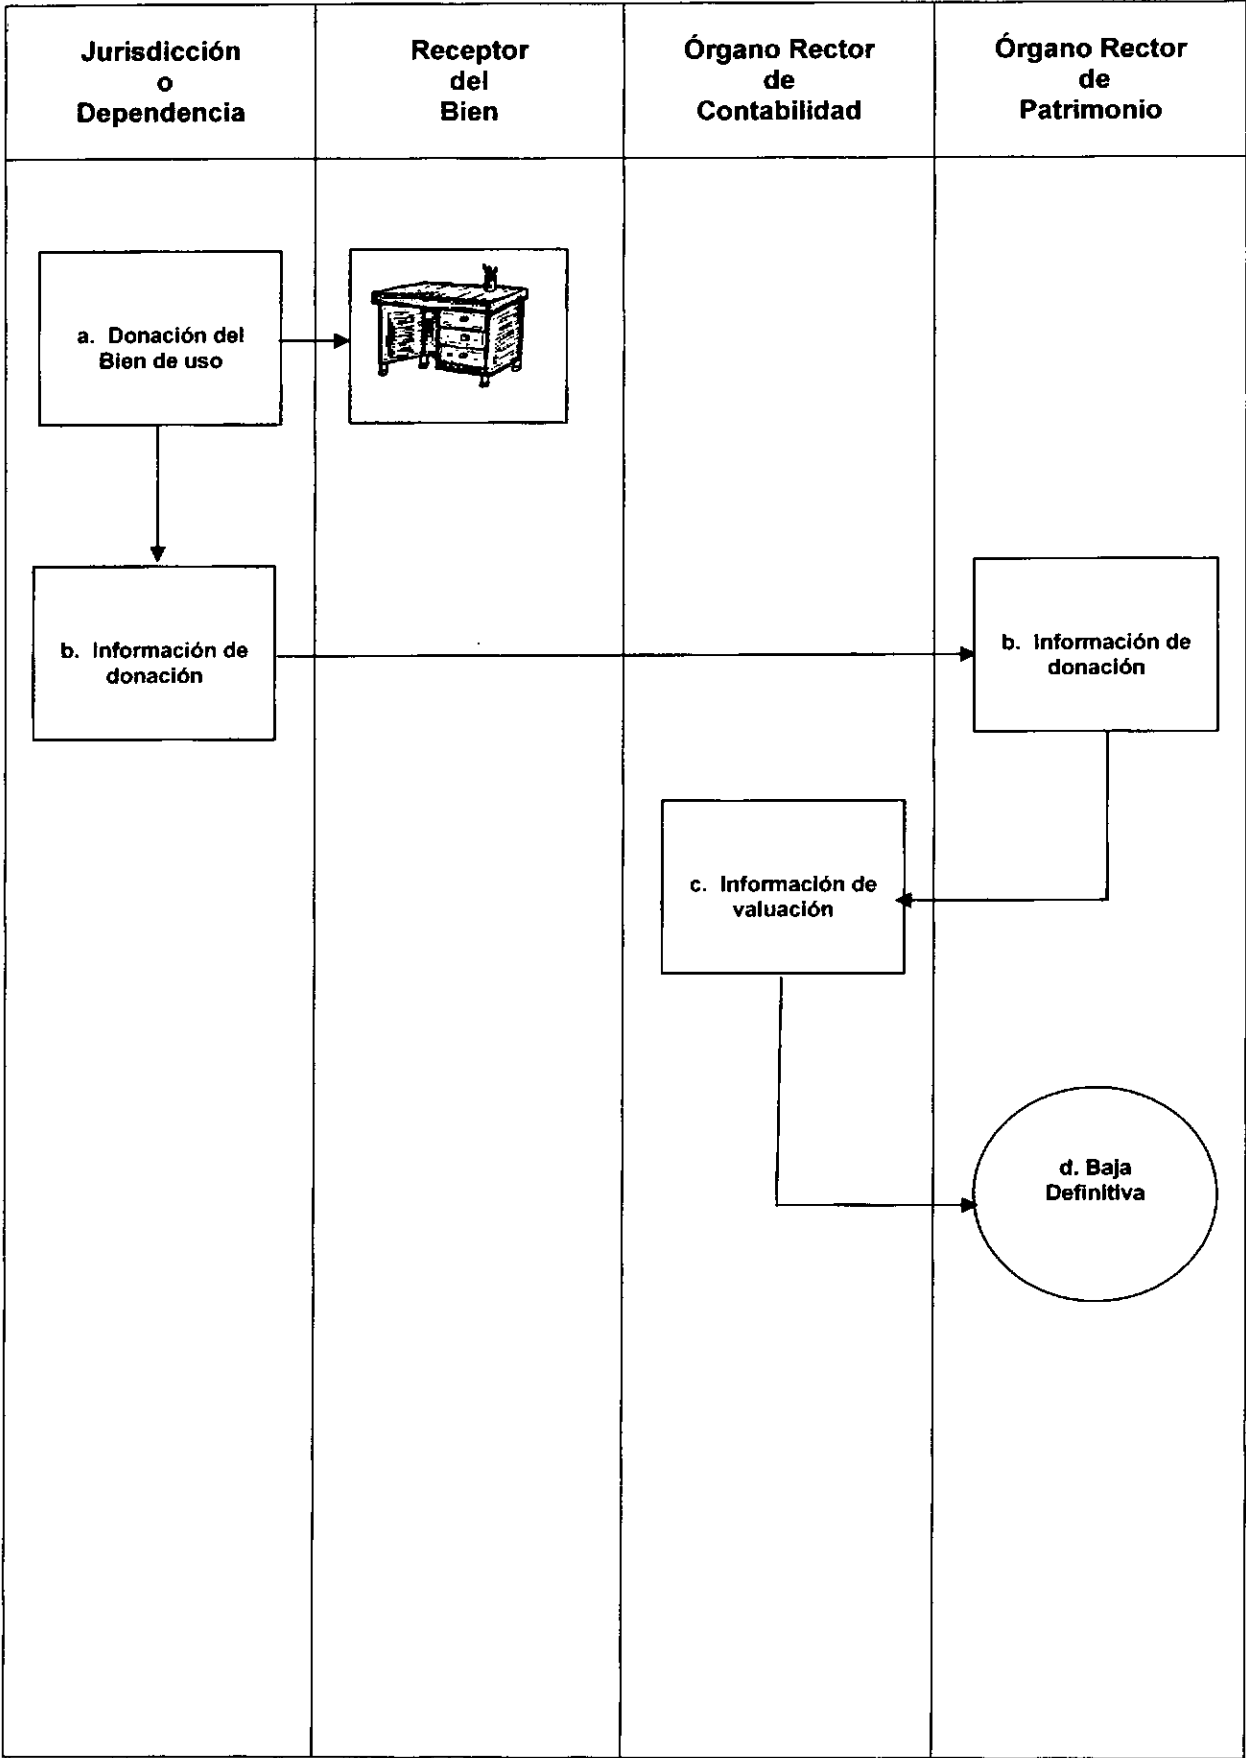 Jurisdicción
o
Dependencia
Receptor
del
Bien
Órgano Rector
de
Contabilidad
Órgano Rector
de
Patrimonio
a. Donación del
Bien de uso
b. Información de
donación
b. Información de
donación
c. Información de
valuación
d. Baja
Definitiva